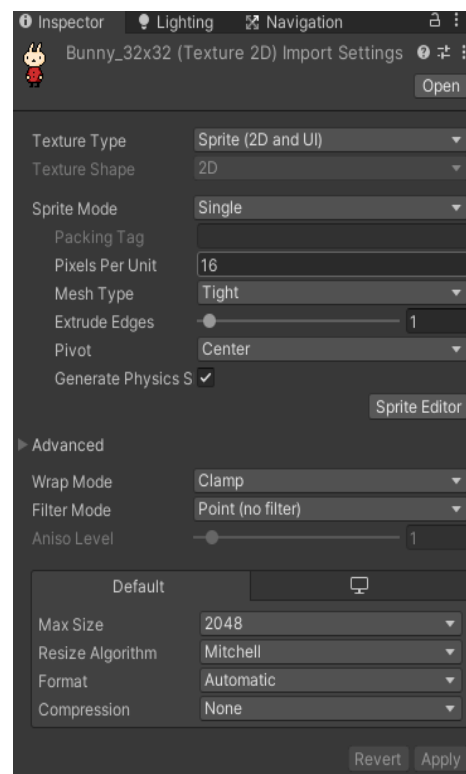 Inspector Lighting Navigation
Bunny_32x32 (Texture 2D) Import Settings
Open
Texture Type Sprite (2D and UI)
Texture Shape 2D
Sprite Mode Single
Packing Tag
Pixels Per Unit 16
Mesh Type Tight
Extrude Edges 1
Pivot Center
Generate Physics S
Sprite Editor
Advanced
Wrap Mode Clamp
Filter Mode Point (no filter)
Aniso Level 1
Default
Max Size 2048
Resize Algorithm Mitchell
Format Automatic
Compression None
Revert Apply